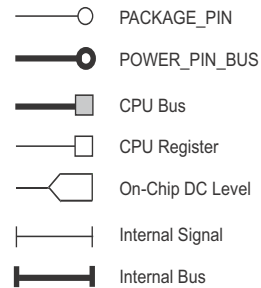 PACKAGE_PIN
POWER_PIN_BUS
CPU Bus
CPU Register
On-Chip DC Level
Internal Signal
Internal Bus